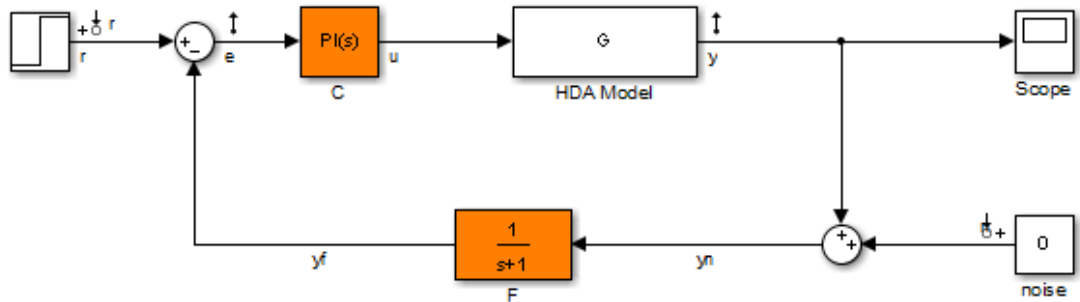 r
r
+
−
e
PI(s)
u
C
G
HDA Model
y
Scope
yf
1
s+1
F
yn
+
+
+
0
noise